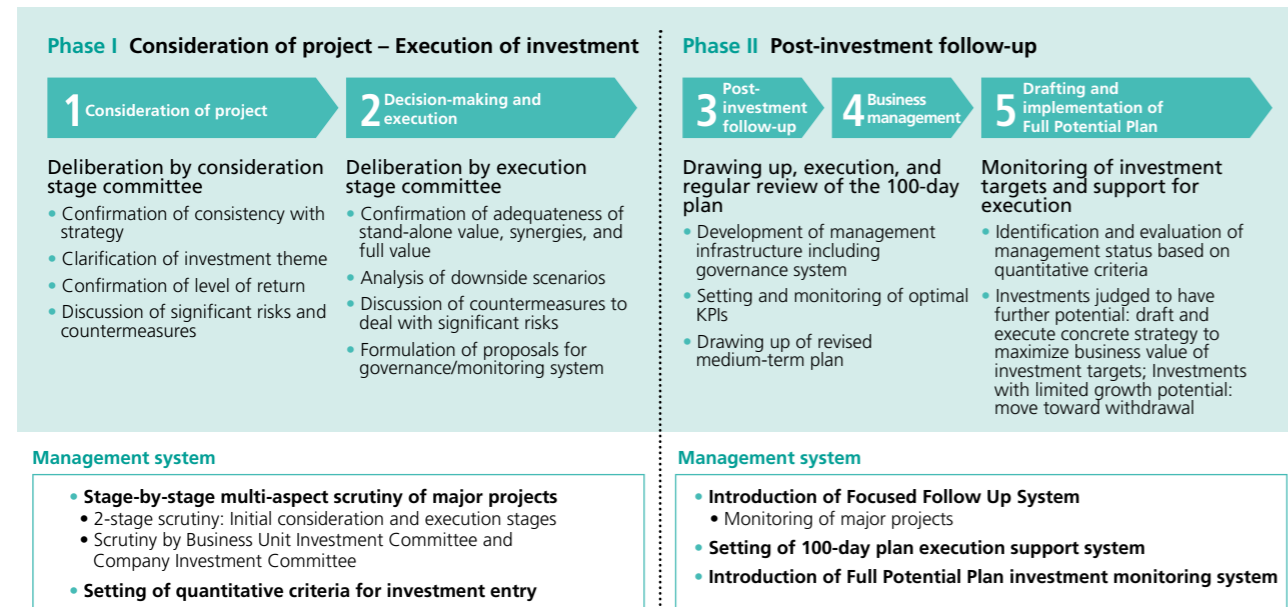 Phase I Consideration of project – Execution of investment
1 Consideration of project
2 Decision-making and
execution
Deliberation by consideration
stage committee
• Confirmation of consistency with
strategy
• Clarification of investment theme
• Confirmation of level of return
• Discussion of significant risks and
countermeasures
Deliberation by execution
stage committee
• Confirmation of adequateness of
stand-alone value, synergies, and
full value
• Analysis of downside scenarios
• Discussion of countermeasures to
deal with significant risks
• Formulation of proposals for
governance/monitoring system
Phase II Post-investment follow-up
3 Post-
investment
follow-up
4 Business
management
5 Drafting and
implementation of
Full Potential Plan
Drawing up, execution, and
regular review of the 100-day
plan
• Development of management
infrastructure including
governance system
• Setting and monitoring of optimal
KPIs
• Drawing up of revised
medium-term plan
Monitoring of investment
targets and support for
execution
• Identification and evaluation of
management status based on
quantitative criteria
• Investments judged to have
further potential: draft and
execute concrete strategy to
maximize business value of
investment targets; Investments
with limited growth potential:
move toward withdrawal
Management system
• Stage-by-stage multi-aspect scrutiny of major projects
• 2-stage scrutiny: Initial consideration and execution stages
• Scrutiny by Business Unit Investment Committee and
Company Investment Committee
• Setting of quantitative criteria for investment entry
Management system
• Introduction of Focused Follow Up System
• Monitoring of major projects
• Setting of 100-day plan execution support system
• Introduction of Full Potential Plan investment monitoring system